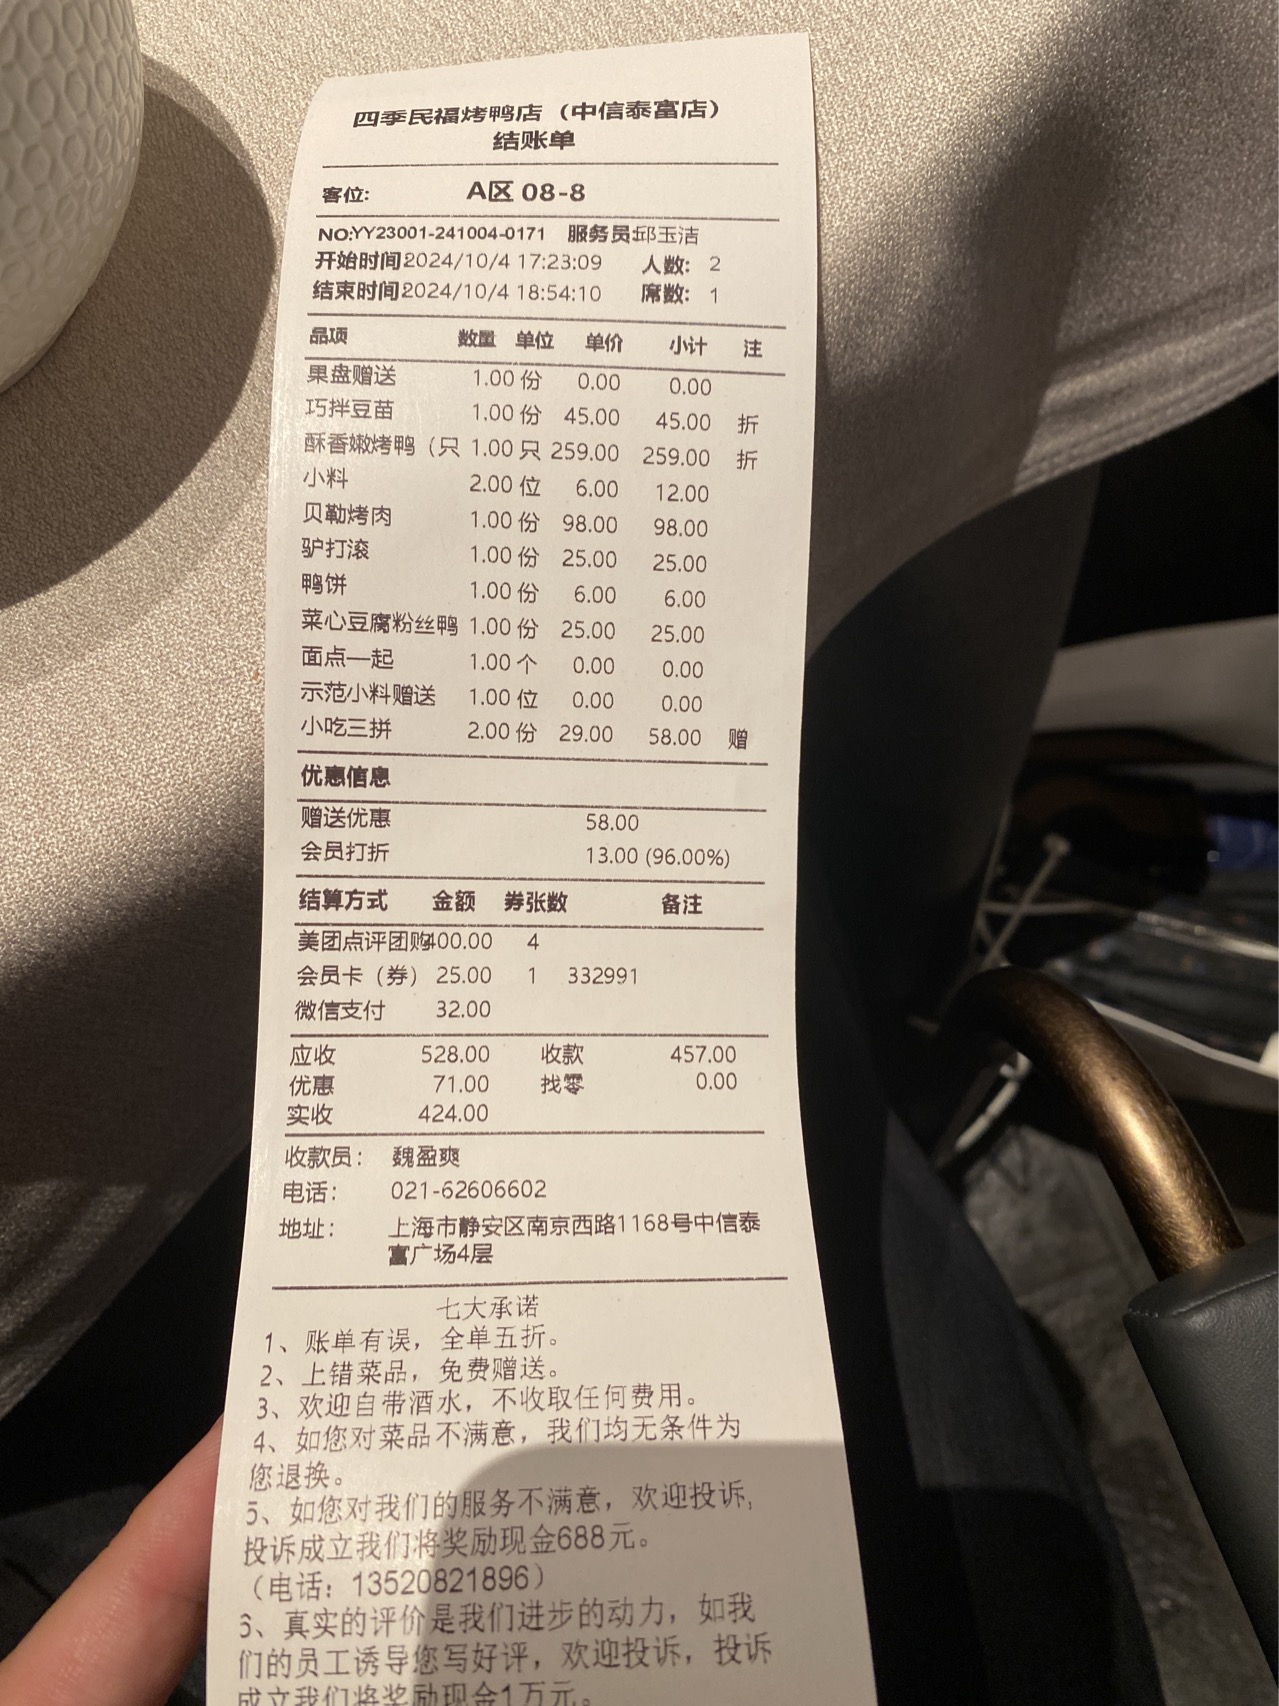 四季民福烤鸭店（中信泰富店）
结账单
客位: A区 08-8
NO:YY23001-241004-0171 服务员:邱玉洁
开始时间2024/10/4 17:23:09 人数: 2
结束时间2024/10/4 18:54:10 席数: 1
品项 数量 单位 单价 小计 注
果盘赠送 1.00 份 0.00 0.00
巧拌豆苗 1.00 份 45.00 45.00 折
酥香嫩烤鸭（只 1.00 只 259.00 259.00 折
小料 2.00 位 6.00 12.00
贝勒烤肉 1.00 份 98.00 98.00
驴打滚 1.00 份 25.00 25.00
鸭饼 1.00 份 6.00 6.00
菜心豆腐粉丝鸭 1.00 份 25.00 25.00
面点一起 1.00 个 0.00 0.00
示范小料赠送 1.00 位 0.00 0.00
小吃三拼 2.00 份 29.00 58.00 赠
优惠信息
赠送优惠 58.00
会员打折 13.00 (96.00%)
结算方式 金额 券张数 备注
美团点评团购400.00 4
会员卡（券） 25.00 1 332991
微信支付 32.00
应收 528.00 收款 457.00
优惠 71.00 找零 0.00
实收 424.00
收款员： 魏盈爽
电话： 021-62606602
地址： 上海市静安区南京西路1168号中信泰
富广场4层
七大承诺
1、账单有误，全单五折。
2、上错菜品，免费赠送。
3、欢迎自带酒水，不收取任何费用。
4、如您对菜品不满意，我们均无条件为
您退换。
5、如您对我们的服务不满意，欢迎投诉,
投诉成立我们将奖励现金688元。
（电话：13520821896）
6、真实的评价是我们进步的动力，如我
们的员工诱导您写好评，欢迎投诉，投诉
成立我们将奖励现金1万元。